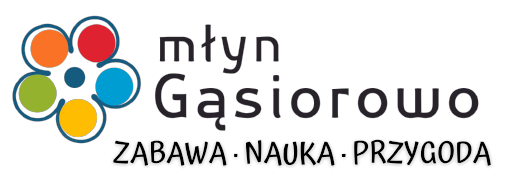 młyn
Gąsiorowo
ZABAWA · NAUKA · PRZYGODA